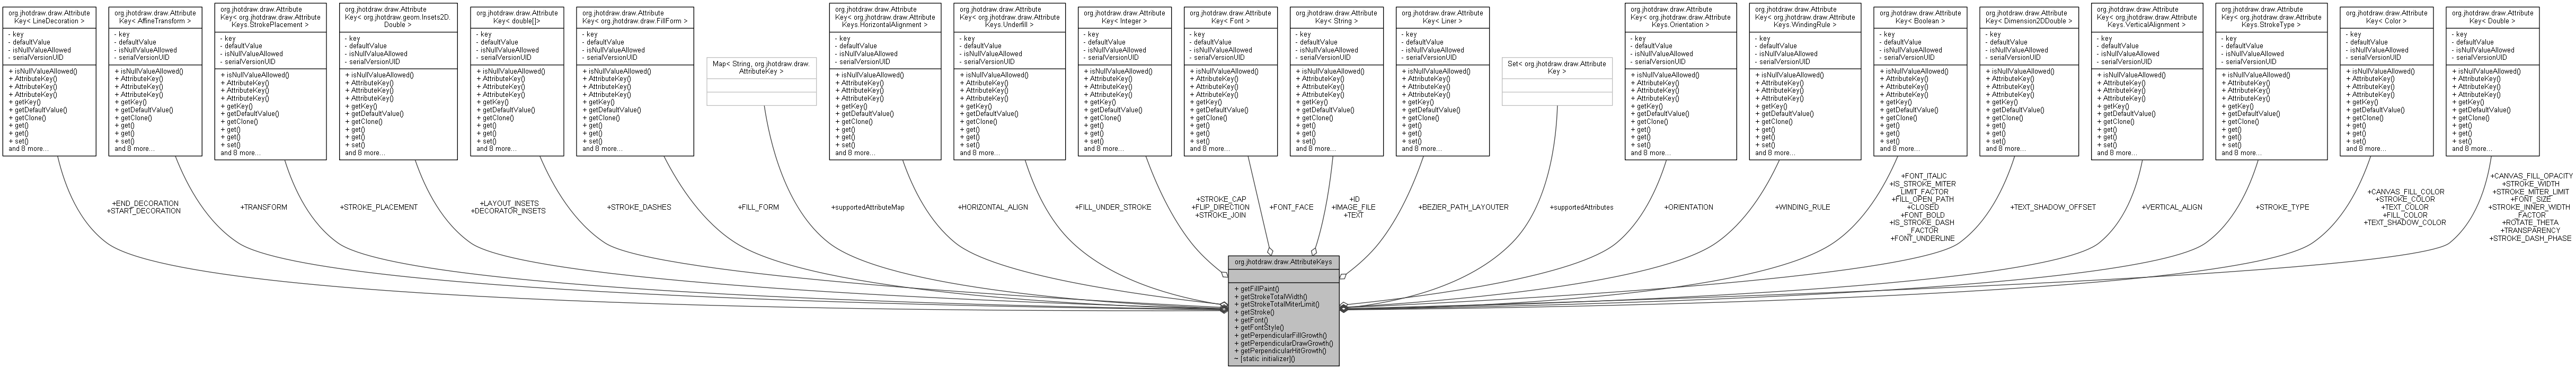 org.jhotdraw.draw.Attribute
Key< LineDecoration >
- key
- defaultValue
- isNullValueAllowed
- serialVersionUID
+ isNullValueAllowed()
+ AttributeKey()
+ AttributeKey()
+ AttributeKey()
+ getKey()
+ getDefaultValue()
+ getClone()
+ get()
+ get()
+ set()
and 8 more...
org.jhotdraw.draw.Attribute
Key< AffineTransform >
- key
- defaultValue
- isNullValueAllowed
- serialVersionUID
+ isNullValueAllowed()
+ AttributeKey()
+ AttributeKey()
+ AttributeKey()
+ getKey()
+ getDefaultValue()
+ getClone()
+ get()
+ get()
+ set()
and 8 more...
org.jhotdraw.draw.Attribute
Key< org.jhotdraw.draw.Attribute
Keys.StrokePlacement >
- key
- defaultValue
- isNullValueAllowed
- serialVersionUID
+ isNullValueAllowed()
+ AttributeKey()
+ AttributeKey()
+ AttributeKey()
+ getKey()
+ getDefaultValue()
+ getClone()
+ get()
+ get()
+ set()
and 8 more...
org.jhotdraw.draw.Attribute
Key< org.jhotdraw.geom.Insets2D.
Double >
- key
- defaultValue
- isNullValueAllowed
- serialVersionUID
+ isNullValueAllowed()
+ AttributeKey()
+ AttributeKey()
+ AttributeKey()
+ getKey()
+ getDefaultValue()
+ getClone()
+ get()
+ get()
+ set()
and 8 more...
org.jhotdraw.draw.Attribute
Key< double[]>
- key
- defaultValue
- isNullValueAllowed
- serialVersionUID
+ isNullValueAllowed()
+ AttributeKey()
+ AttributeKey()
+ AttributeKey()
+ getKey()
+ getDefaultValue()
+ getClone()
+ get()
+ get()
+ set()
and 8 more...
org.jhotdraw.draw.Attribute
Key< org.jhotdraw.draw.FillForm >
- key
- defaultValue
- isNullValueAllowed
- serialVersionUID
+ isNullValueAllowed()
+ AttributeKey()
+ AttributeKey()
+ AttributeKey()
+ getKey()
+ getDefaultValue()
+ getClone()
+ get()
+ get()
+ set()
and 8 more...
Map< String, org.jhotdraw.draw.
AttributeKey >
org.jhotdraw.draw.Attribute
Key< org.jhotdraw.draw.Attribute
Keys.HorizontalAlignment >
- key
- defaultValue
- isNullValueAllowed
- serialVersionUID
+ isNullValueAllowed()
+ AttributeKey()
+ AttributeKey()
+ AttributeKey()
+ getKey()
+ getDefaultValue()
+ getClone()
+ get()
+ get()
+ set()
and 8 more...
org.jhotdraw.draw.Attribute
Key< org.jhotdraw.draw.Attribute
Keys.Underfill >
- key
- defaultValue
- isNullValueAllowed
- serialVersionUID
+ isNullValueAllowed()
+ AttributeKey()
+ AttributeKey()
+ AttributeKey()
+ getKey()
+ getDefaultValue()
+ getClone()
+ get()
+ get()
+ set()
and 8 more...
org.jhotdraw.draw.Attribute
Key< Integer >
- key
- defaultValue
- isNullValueAllowed
- serialVersionUID
+ isNullValueAllowed()
+ AttributeKey()
+ AttributeKey()
+ AttributeKey()
+ getKey()
+ getDefaultValue()
+ getClone()
+ get()
+ get()
+ set()
and 8 more...
org.jhotdraw.draw.Attribute
Key< Font >
- key
- defaultValue
- isNullValueAllowed
- serialVersionUID
+ isNullValueAllowed()
+ AttributeKey()
+ AttributeKey()
+ AttributeKey()
+ getKey()
+ getDefaultValue()
+ getClone()
+ get()
+ get()
+ set()
and 8 more...
org.jhotdraw.draw.Attribute
Key< String >
- key
- defaultValue
- isNullValueAllowed
- serialVersionUID
+ isNullValueAllowed()
+ AttributeKey()
+ AttributeKey()
+ AttributeKey()
+ getKey()
+ getDefaultValue()
+ getClone()
+ get()
+ get()
+ set()
and 8 more...
org.jhotdraw.draw.Attribute
Key< Liner >
- key
- defaultValue
- isNullValueAllowed
- serialVersionUID
+ isNullValueAllowed()
+ AttributeKey()
+ AttributeKey()
+ AttributeKey()
+ getKey()
+ getDefaultValue()
+ getClone()
+ get()
+ get()
+ set()
and 8 more...
Set< org.jhotdraw.draw.Attribute
Key >
org.jhotdraw.draw.Attribute
Key< org.jhotdraw.draw.Attribute
Keys.Orientation >
- key
- defaultValue
- isNullValueAllowed
- serialVersionUID
+ isNullValueAllowed()
+ AttributeKey()
+ AttributeKey()
+ AttributeKey()
+ getKey()
+ getDefaultValue()
+ getClone()
+ get()
+ get()
+ set()
and 8 more...
org.jhotdraw.draw.Attribute
Key< org.jhotdraw.draw.Attribute
Keys.WindingRule >
- key
- defaultValue
- isNullValueAllowed
- serialVersionUID
+ isNullValueAllowed()
+ AttributeKey()
+ AttributeKey()
+ AttributeKey()
+ getKey()
+ getDefaultValue()
+ getClone()
+ get()
+ get()
+ set()
and 8 more...
org.jhotdraw.draw.Attribute
Key< Boolean >
- key
- defaultValue
- isNullValueAllowed
- serialVersionUID
+ isNullValueAllowed()
+ AttributeKey()
+ AttributeKey()
+ AttributeKey()
+ getKey()
+ getDefaultValue()
+ getClone()
+ get()
+ get()
+ set()
and 8 more...
org.jhotdraw.draw.Attribute
Key< Dimension2DDouble >
- key
- defaultValue
- isNullValueAllowed
- serialVersionUID
+ isNullValueAllowed()
+ AttributeKey()
+ AttributeKey()
+ AttributeKey()
+ getKey()
+ getDefaultValue()
+ getClone()
+ get()
+ get()
+ set()
and 8 more...
org.jhotdraw.draw.Attribute
Key< org.jhotdraw.draw.Attribute
Keys.VerticalAlignment >
- key
- defaultValue
- isNullValueAllowed
- serialVersionUID
+ isNullValueAllowed()
+ AttributeKey()
+ AttributeKey()
+ AttributeKey()
+ getKey()
+ getDefaultValue()
+ getClone()
+ get()
+ get()
+ set()
and 8 more...
org.jhotdraw.draw.Attribute
Key< org.jhotdraw.draw.Attribute
Keys.StrokeType >
- key
- defaultValue
- isNullValueAllowed
- serialVersionUID
+ isNullValueAllowed()
+ AttributeKey()
+ AttributeKey()
+ AttributeKey()
+ getKey()
+ getDefaultValue()
+ getClone()
+ get()
+ get()
+ set()
and 8 more...
org.jhotdraw.draw.Attribute
Key< Color >
- key
- defaultValue
- isNullValueAllowed
- serialVersionUID
+ isNullValueAllowed()
+ AttributeKey()
+ AttributeKey()
+ AttributeKey()
+ getKey()
+ getDefaultValue()
+ getClone()
+ get()
+ get()
+ set()
and 8 more...
org.jhotdraw.draw.Attribute
Key< Double >
- key
- defaultValue
- isNullValueAllowed
- serialVersionUID
+ isNullValueAllowed()
+ AttributeKey()
+ AttributeKey()
+ AttributeKey()
+ getKey()
+ getDefaultValue()
+ getClone()
+ get()
+ get()
+ set()
and 8 more...
+END_DECORATION
+START_DECORATION
+TRANSFORM
+STROKE_PLACEMENT
+LAYOUT_INSETS
+DECORATOR_INSETS
+STROKE_DASHES
+FILL_FORM
+supportedAttributeMap
+HORIZONTAL_ALIGN
+FILL_UNDER_STROKE
+STROKE_CAP
+FLIP_DIRECTION
+STROKE_JOIN
+FONT_FACE
+ID
+IMAGE_FILE
+TEXT
+BEZIER_PATH_LAYOUTER
+supportedAttributes
+ORIENTATION
+WINDING_RULE
+FONT_ITALIC
+IS_STROKE_MITER
_LIMIT_FACTOR
+FILL_OPEN_PATH
+CLOSED
+FONT_BOLD
+IS_STROKE_DASH
_FACTOR
+FONT_UNDERLINE
+TEXT_SHADOW_OFFSET
+VERTICAL_ALIGN
+STROKE_TYPE
+CANVAS_FILL_COLOR
+STROKE_COLOR
+TEXT_COLOR
+FILL_COLOR
+TEXT_SHADOW_COLOR
+CANVAS_FILL_OPACITY
+STROKE_WIDTH
+STROKE_MITER_LIMIT
+FONT_SIZE
+STROKE_INNER_WIDTH
_FACTOR
+ROTATE_THETA
+TRANSPARENCY
+STROKE_DASH_PHASE
org.jhotdraw.draw.AttributeKeys
+ getFillPaint()
+ getStrokeTotalWidth()
+ getStrokeTotalMiterLimit()
+ getStroke()
+ getFont()
+ getFontStyle()
+ getPerpendicularFillGrowth()
+ getPerpendicularDrawGrowth()
+ getPerpendicularHitGrowth()
~ [static initializer]()